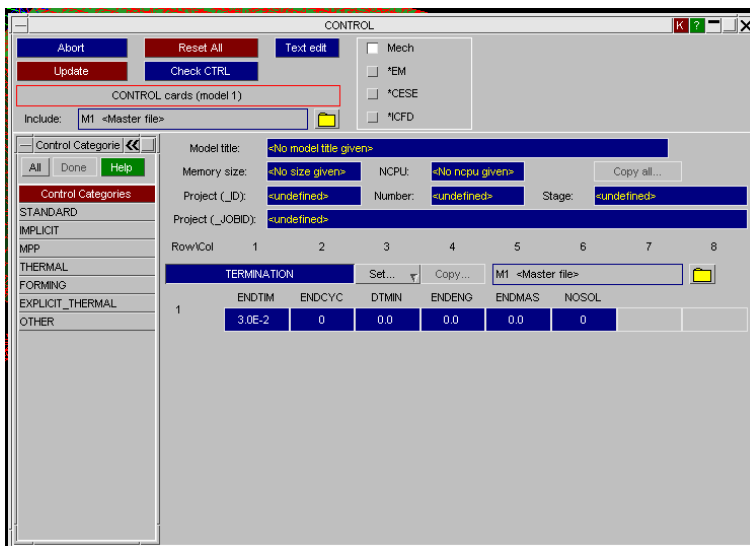 CONTROL
K ?
Abort Reset All Text edit Mech
Update Check CTRL *EM
CONTROL cards (model 1) *CESE
Include: M1 <Master file> *ICFD
Control Categorie
Model title: <No model title given>
All Done Help
Memory size: <No size given> NCPU: <No ncpu given> Copy all...
Control Categories
Project (_ID): <undefined> Number: <undefined> Stage: <undefined>
STANDARD
Project (_JOBID): <undefined>
IMPLICIT
MPP
Row\Col 1 2 3 4 5 6 7 8
THERMAL
TERMINATION Set... Copy... M1 <Master file>
FORMING
EXPLICIT_THERMAL
ENDTIM ENDCYC DTMIN ENDENG ENDMAS NOSOL
1
OTHER
3.0E-2 0 0.0 0.0 0.0 0